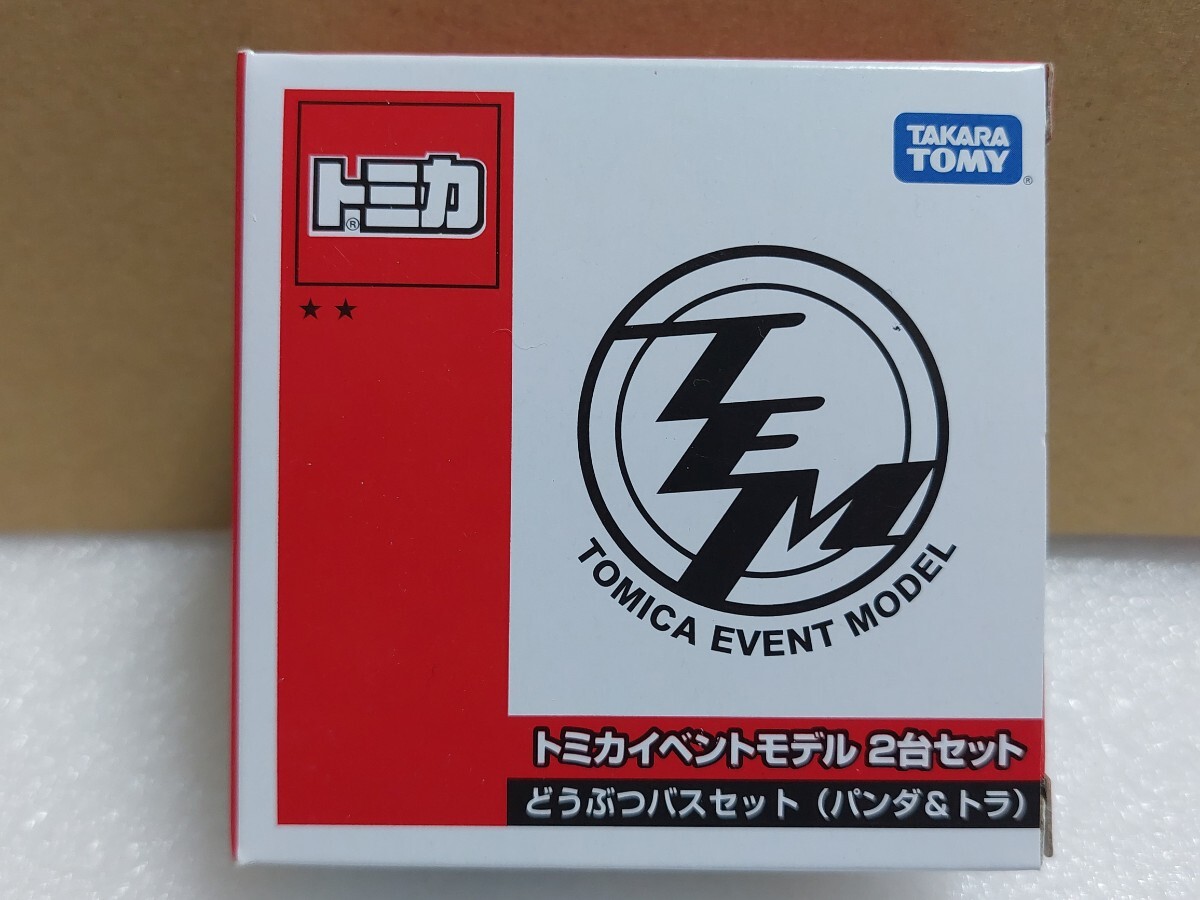 トミカ®
★★
TAKARA
TOMY®
TEM
TOMICA EVENT MODEL
トミカイベントモデル 2台セット
どうぶつバスセット（パンダ&トラ）